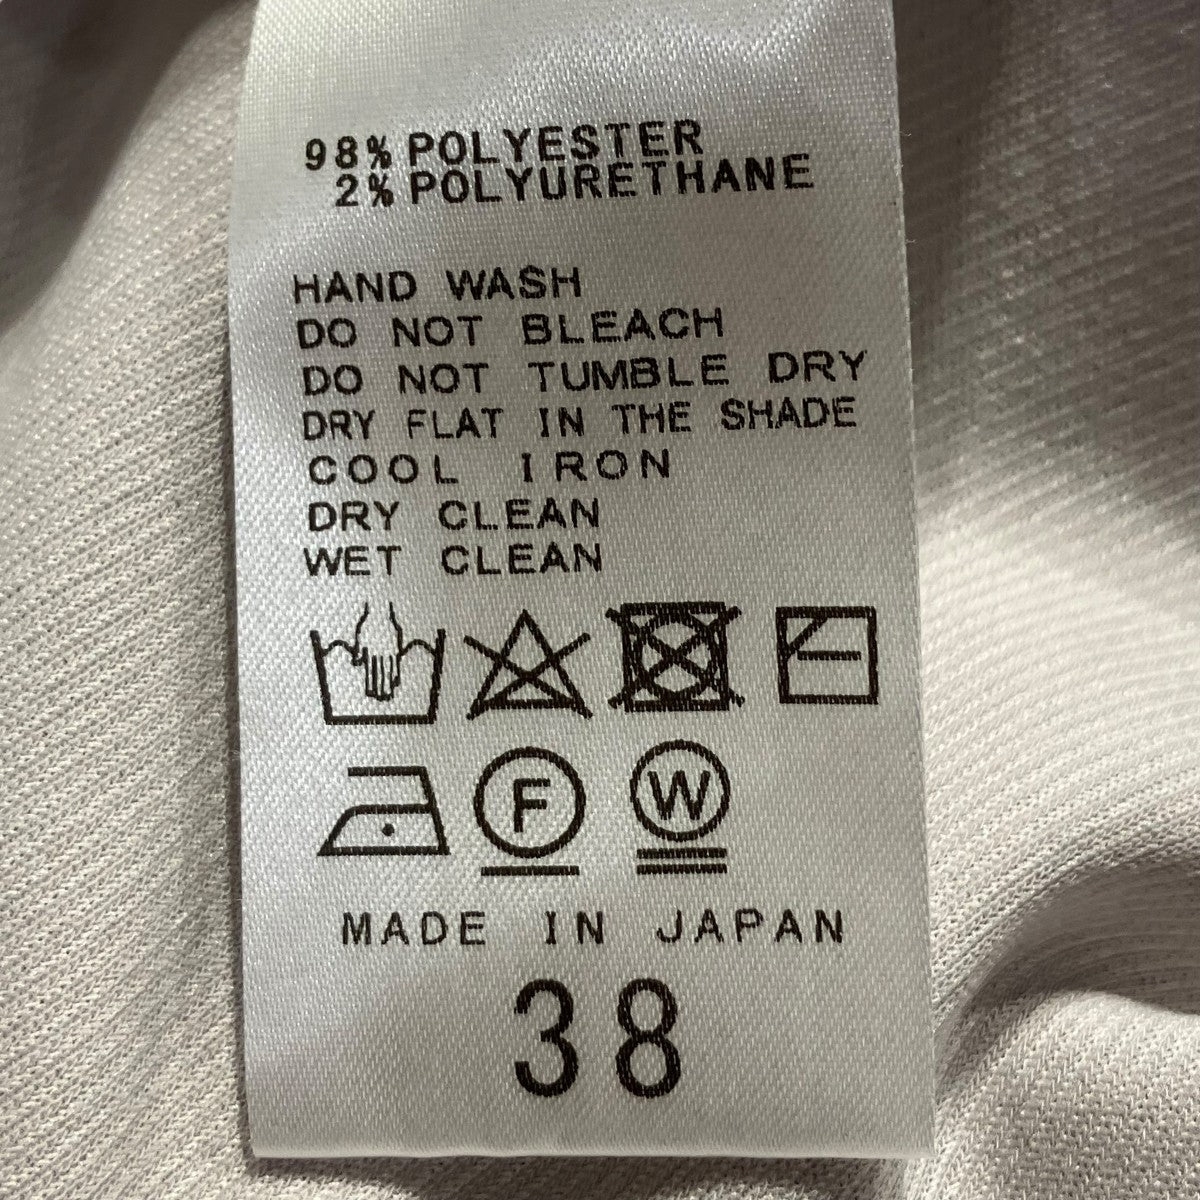 98% POLYESTER
2% POLYURETHANE
HAND WASH
DO NOT BLEACH
DO NOT TUMBLE DRY
DRY FLAT IN THE SHADE
COOL IRON
DRY CLEAN
WET CLEAN
F W
MADE IN JAPAN
38